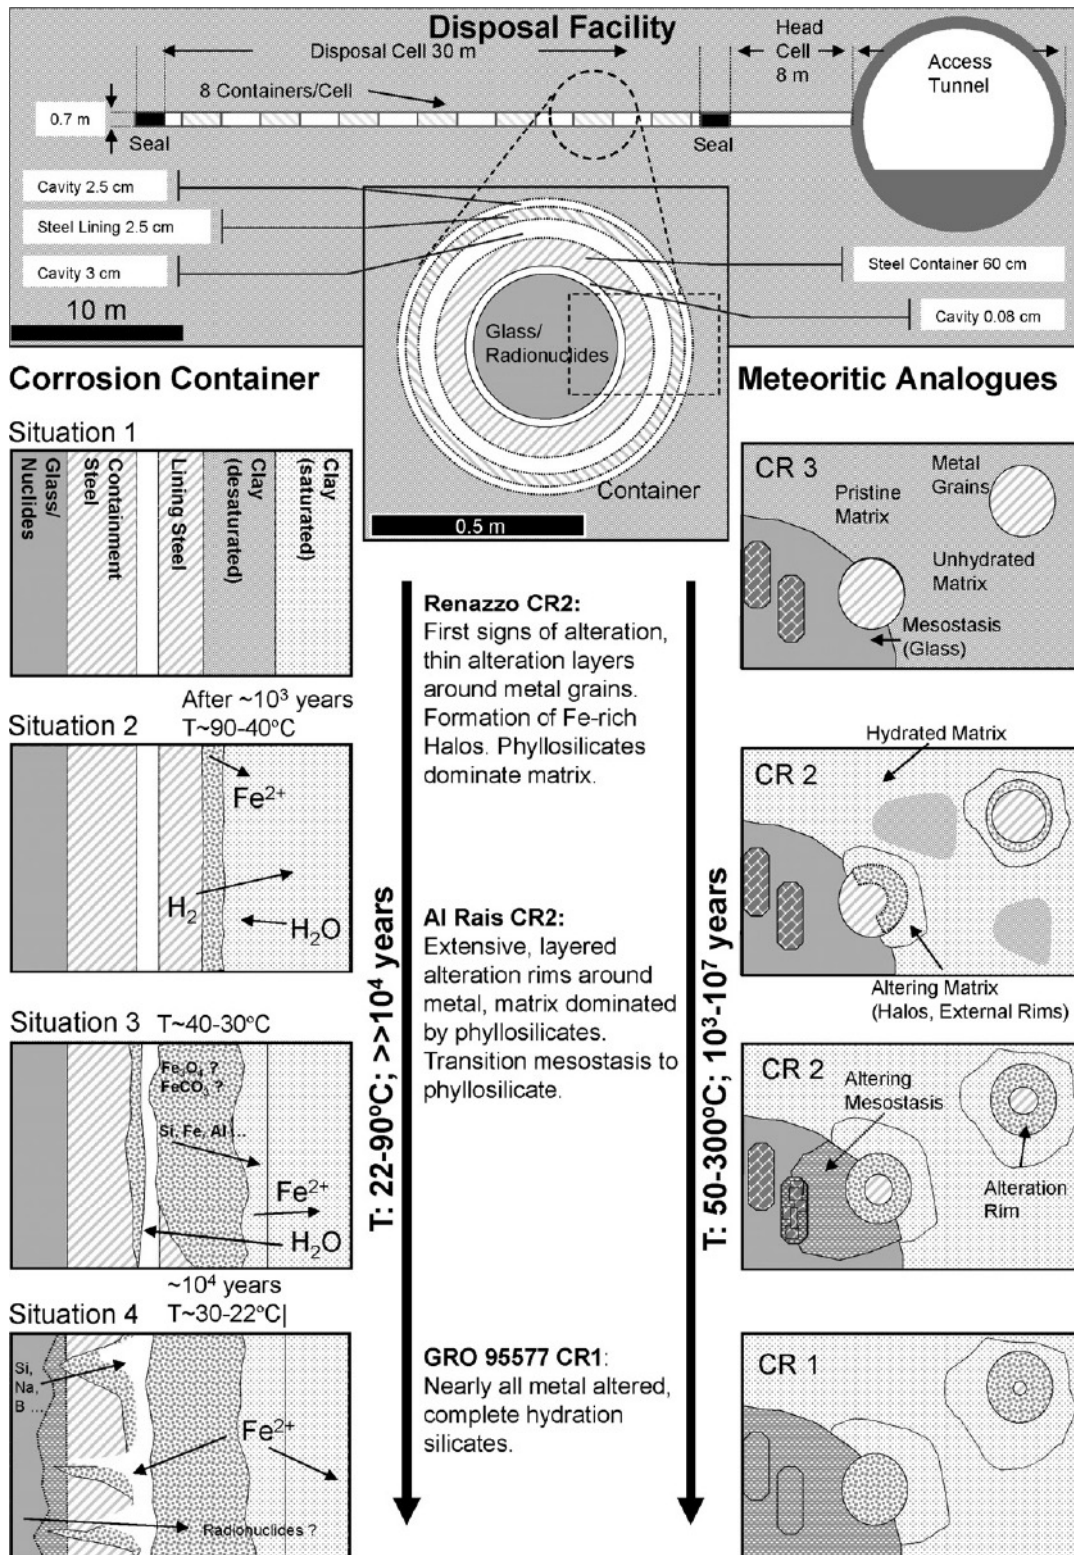 Disposal Facility
Disposal Cell 30 m
Head
Cell
8 m
Access
Tunnel
8 Containers/Cell
0.7 m
Seal
Seal
Cavity 2.5 cm
Steel Lining 2.5 cm
Cavity 3 cm
10 m
Steel Container 60 cm
Cavity 0.08 cm
Glass/
Radionuclides
Container
0.5 m
Corrosion Container
Meteoritic Analogues
Situation 1
Glass/
Nuclides
Containment
Steel
Lining Steel
Clay
(desaturated)
Clay
(saturated)
CR 3
Metal
Grains
Pristine
Matrix
Unhydrated
Matrix
Mesostasis
(Glass)
After ~10³ years
Situation 2
T~90-40°C
Fe²⁺
H₂
H₂O
Renazzo CR2:
First signs of alteration,
thin alteration layers
around metal grains.
Formation of Fe-rich
Halos. Phyllosilicates
dominate matrix.
Hydrated Matrix
CR 2
Altering Matrix
(Halos, External Rims)
T: 22-90°C; >>10⁴ years
T: 50-300°C; 10³-10⁷ years
Al Rais CR2:
Extensive, layered
alteration rims around
metal, matrix dominated
by phyllosilicates.
Transition mesostasis to
phyllosilicate.
Situation 3
T~40-30°C
Fe₃O₄ ?
FeCO₃ ?
Si, Fe, Al ...
Fe²⁺
H₂O
CR 2
Altering
Mesostasis
Alteration
Rim
~10⁴ years
Situation 4
T~30-22°C|
Si,
Na,
B ...
Fe²⁺
Radionuclides ?
GRO 95577 CR1:
Nearly all metal altered,
complete hydration
silicates.
CR 1